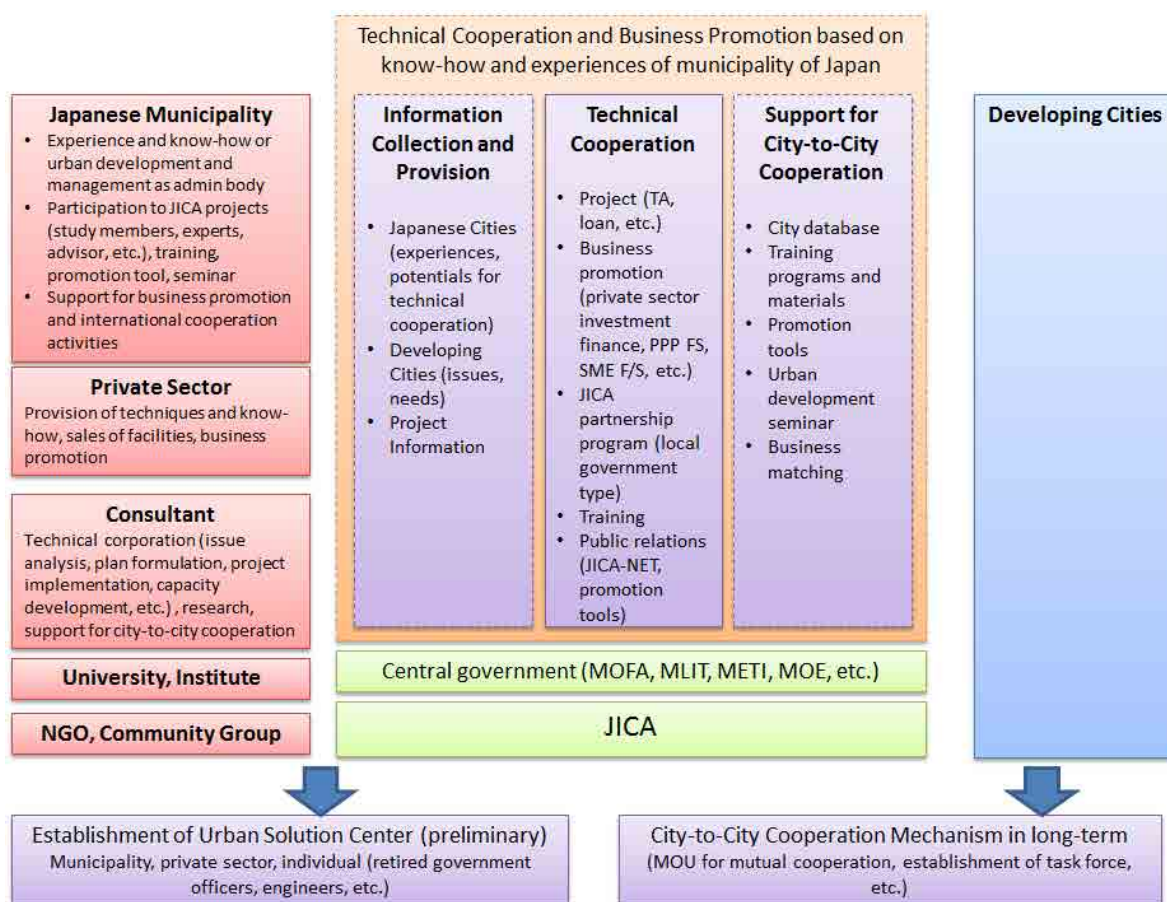 Technical Cooperation and Business Promotion based on
know-how and experiences of municipality of Japan
Japanese Municipality
• Experience and know-how or
urban development and
management as admin body
• Participation to JICA projects
(study members, experts,
advisor, etc.), training,
promotion tool, seminar
• Support for business promotion
and international cooperation
activities
Private Sector
Provision of techniques and know-
how, sales of facilities, business
promotion
Consultant
Technical corporation (issue
analysis, plan formulation, project
implementation, capacity
development, etc.) , research,
support for city-to-city cooperation
University, Institute
NGO, Community Group
Information
Collection and
Provision
• Japanese Cities
(experiences,
potentials for
technical
cooperation)
• Developing
Cities (issues,
needs)
• Project
Information
Technical
Cooperation
• Project (TA,
loan, etc.)
• Business
promotion
(private sector
investment
finance, PPP FS,
SME F/S, etc.)
• JICA
partnership
program (local
government
type)
• Training
• Public relations
(JICA-NET,
promotion
tools)
Support for
City-to-City
Cooperation
• City database
• Training
programs and
materials
• Promotion
tools
• Urban
development
seminar
• Business
matching
Developing Cities
Central government (MOFA, MLIT, METI, MOE, etc.)
JICA
Establishment of Urban Solution Center (preliminary)
Municipality, private sector, individual (retired government
officers, engineers, etc.)
City-to-City Cooperation Mechanism in long-term
(MOU for mutual cooperation, establishment of task force,
etc.)